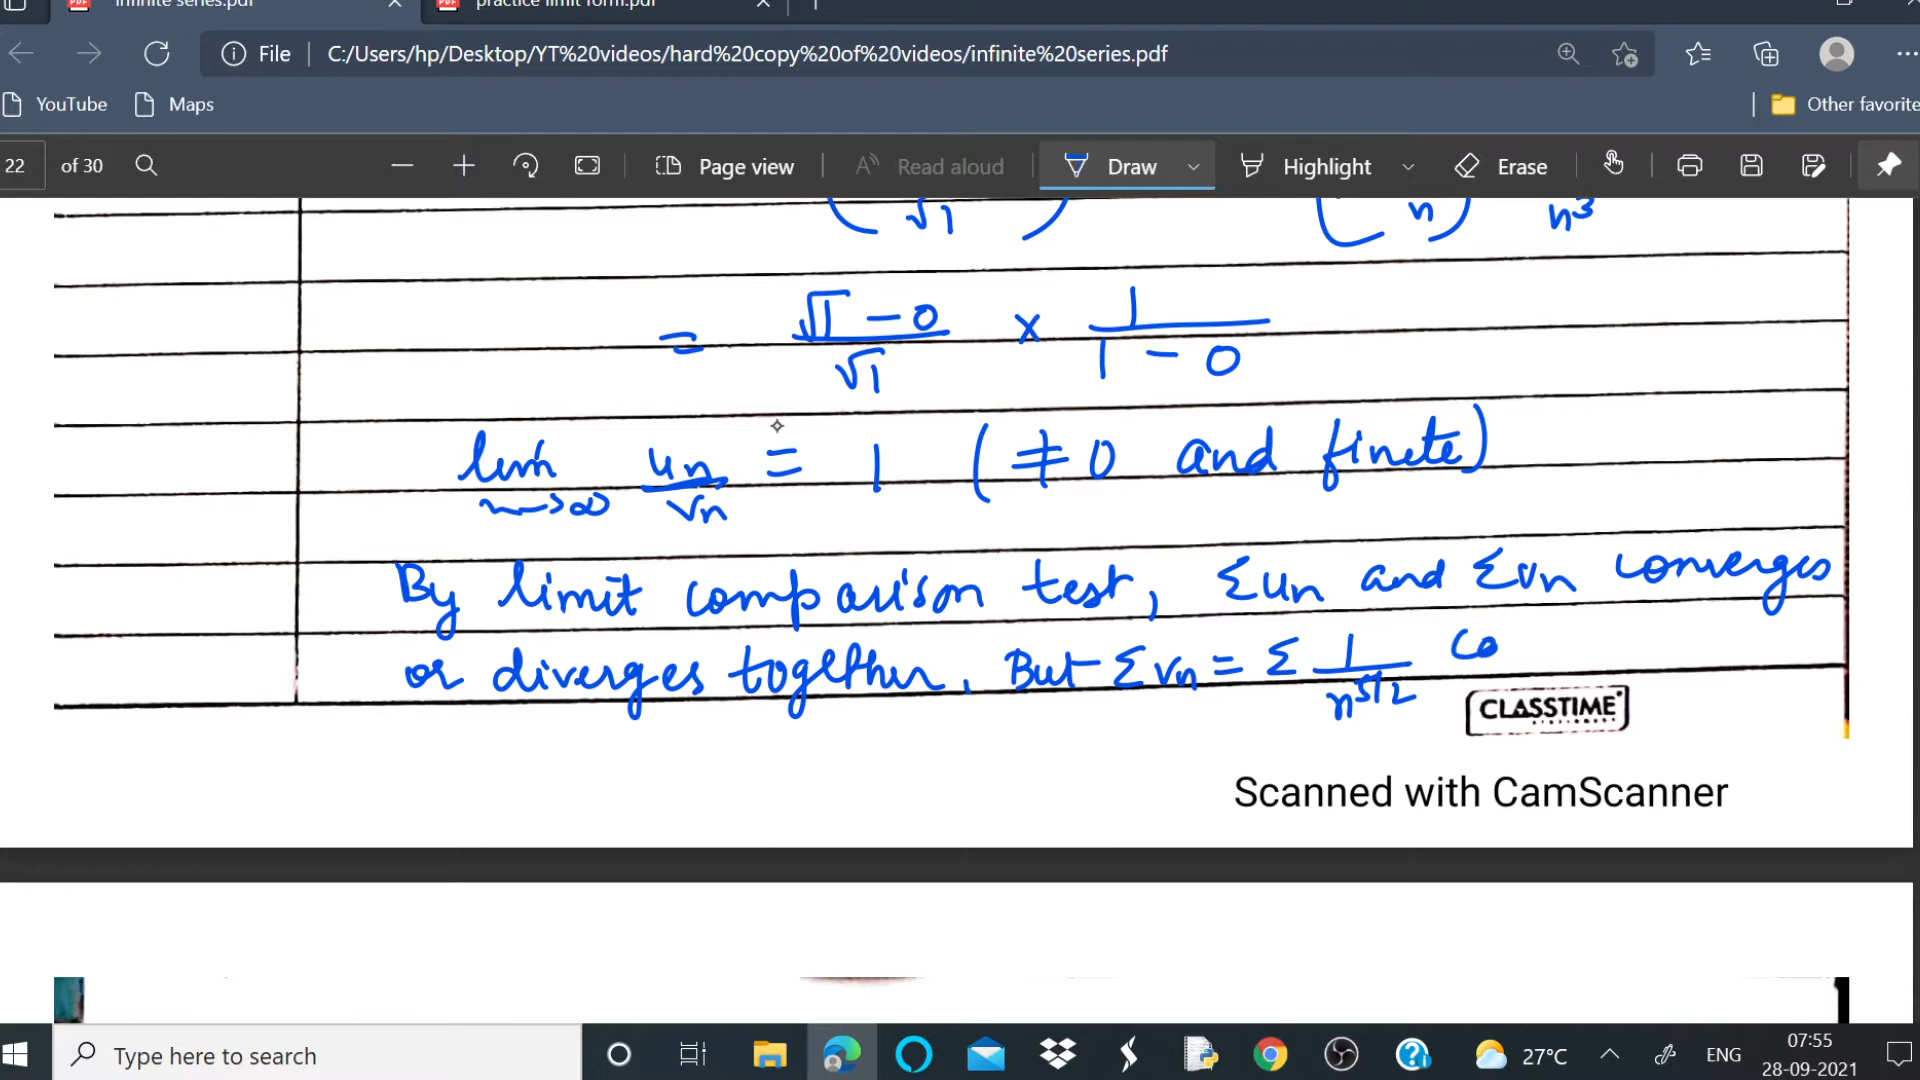 infinite series.pdf
practice limit form.pdf
File C:/Users/hp/Desktop/YT%20videos/hard%20copy%20of%20videos/infinite%20series.pdf
YouTube Maps Other favorite
22 of 30 Page view Read aloud Draw Highlight Erase
√1 n n³
= √1 − 0 / √1 × 1 / 1 − 0
lim n→∞ un / vn = 1 ( ≠ 0 and finite)
By limit comparison test, Σun and Σvn converges
or diverges together. But Σvn = Σ 1 / n^5/2 Co
CLASSTIME
Scanned with CamScanner
Type here to search 27°C ENG 07:55
28-09-2021